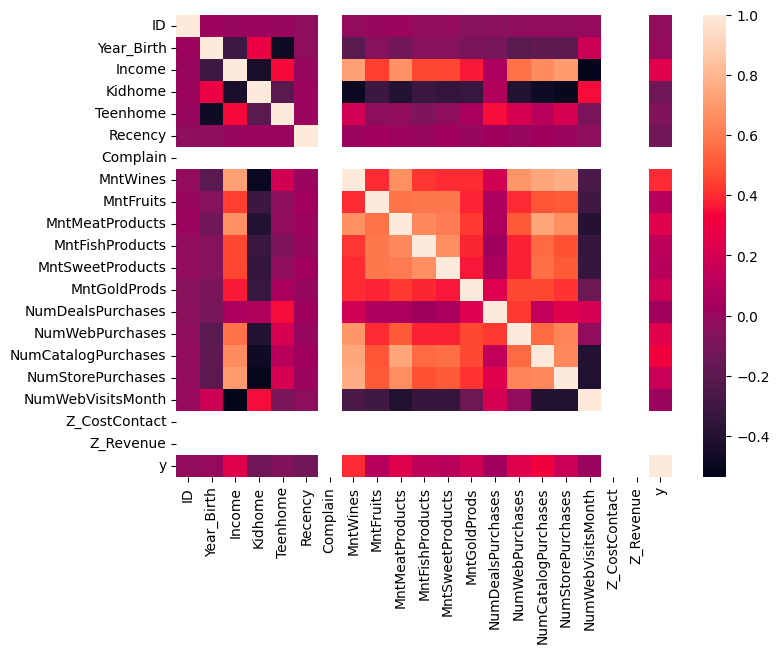 ID
Year_Birth
Income
Kidhome
Teenhome
Recency
Complain
MntWines
MntFruits
MntMeatProducts
MntFishProducts
MntSweetProducts
MntGoldProds
NumDealsPurchases
NumWebPurchases
NumCatalogPurchases
NumStorePurchases
NumWebVisitsMonth
Z_CostContact
Z_Revenue
y
ID
Year_Birth
Income
Kidhome
Teenhome
Recency
Complain
MntWines
MntFruits
MntMeatProducts
MntFishProducts
MntSweetProducts
MntGoldProds
NumDealsPurchases
NumWebPurchases
NumCatalogPurchases
NumStorePurchases
NumWebVisitsMonth
Z_CostContact
Z_Revenue
y
1.0
0.8
0.6
0.4
0.2
0.0
−0.2
−0.4